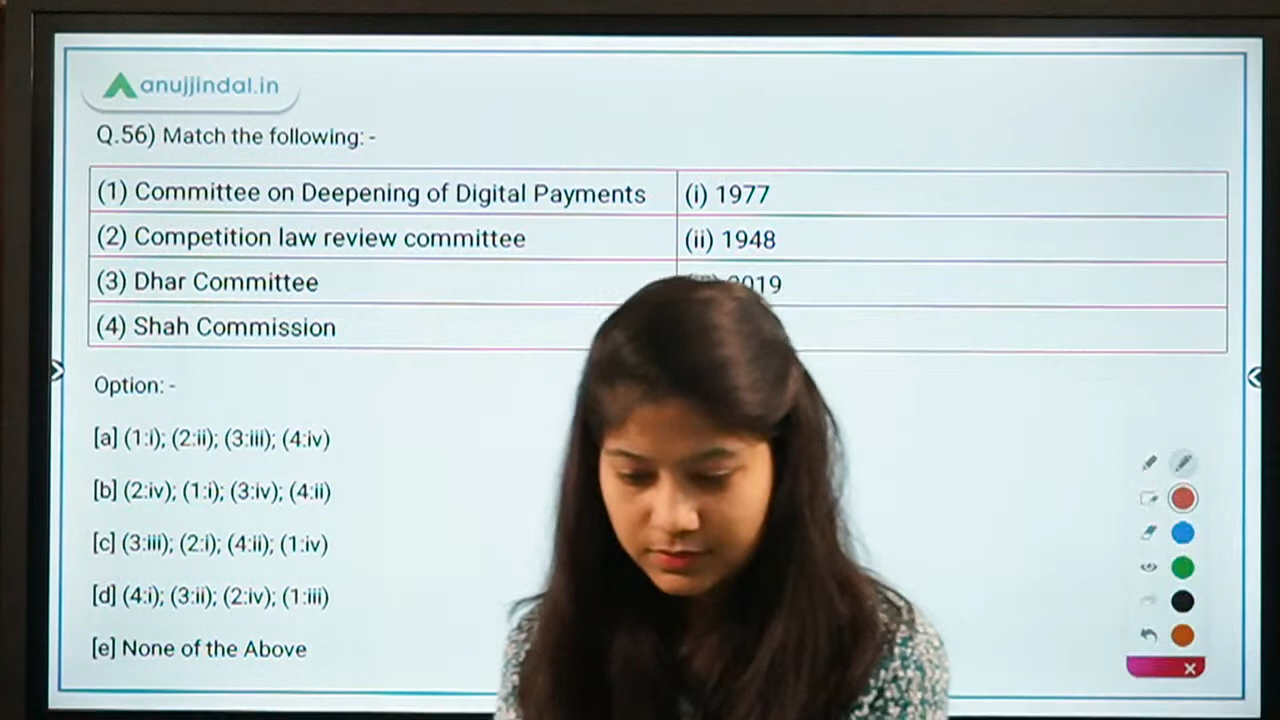 anujjindal.in
Q.56) Match the following: -
(1) Committee on Deepening of Digital Payments (i) 1977
(2) Competition law review committee (ii) 1948
(3) Dhar Committee 2019
(4) Shah Commission
Option: -
[a] (1:i); (2:ii); (3:iii); (4:iv)
[b] (2:iv); (1:i); (3:iv); (4:ii)
[c] (3:iii); (2:i); (4:ii); (1:iv)
[d] (4:i); (3:ii); (2:iv); (1:iii)
[e] None of the Above